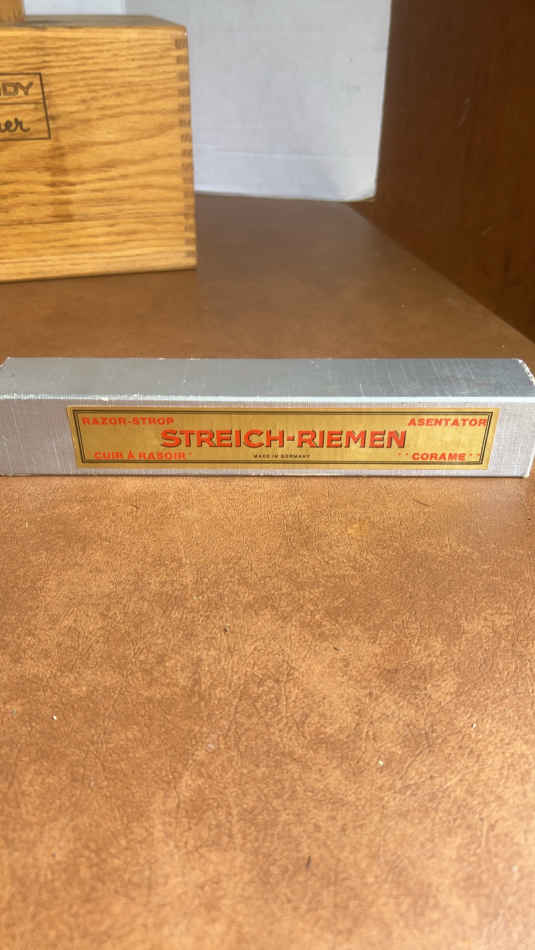 RAZOR-STROP
ASENTATOR
STREICH-RIEMEN
CUIR À RASOIR
MADE IN GERMANY
"CORAME"